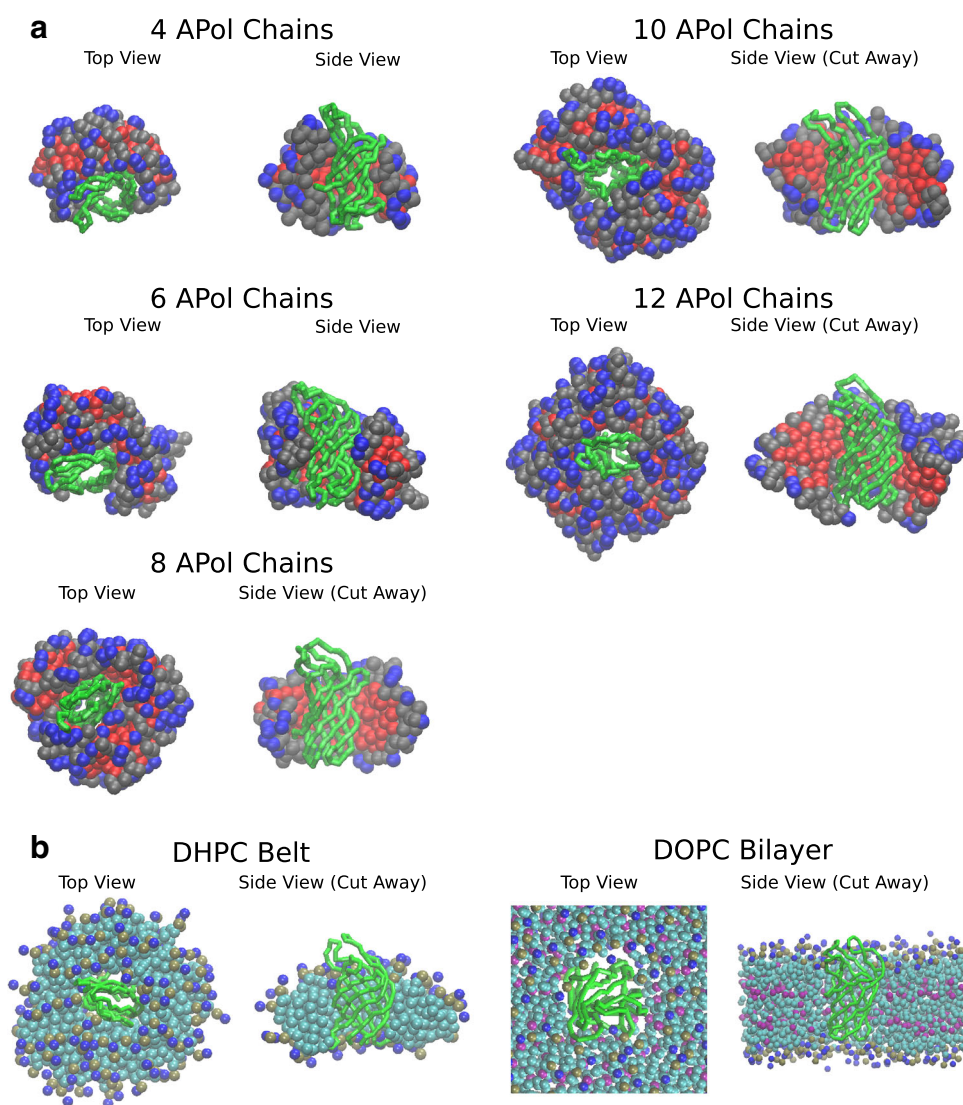 a
4 APol Chains
Top View
Side View
10 APol Chains
Top View
Side View (Cut Away)
6 APol Chains
Top View
Side View
12 APol Chains
Top View
Side View (Cut Away)
8 APol Chains
Top View
Side View (Cut Away)
b
DHPC Belt
Top View
Side View (Cut Away)
DOPC Bilayer
Top View
Side View (Cut Away)